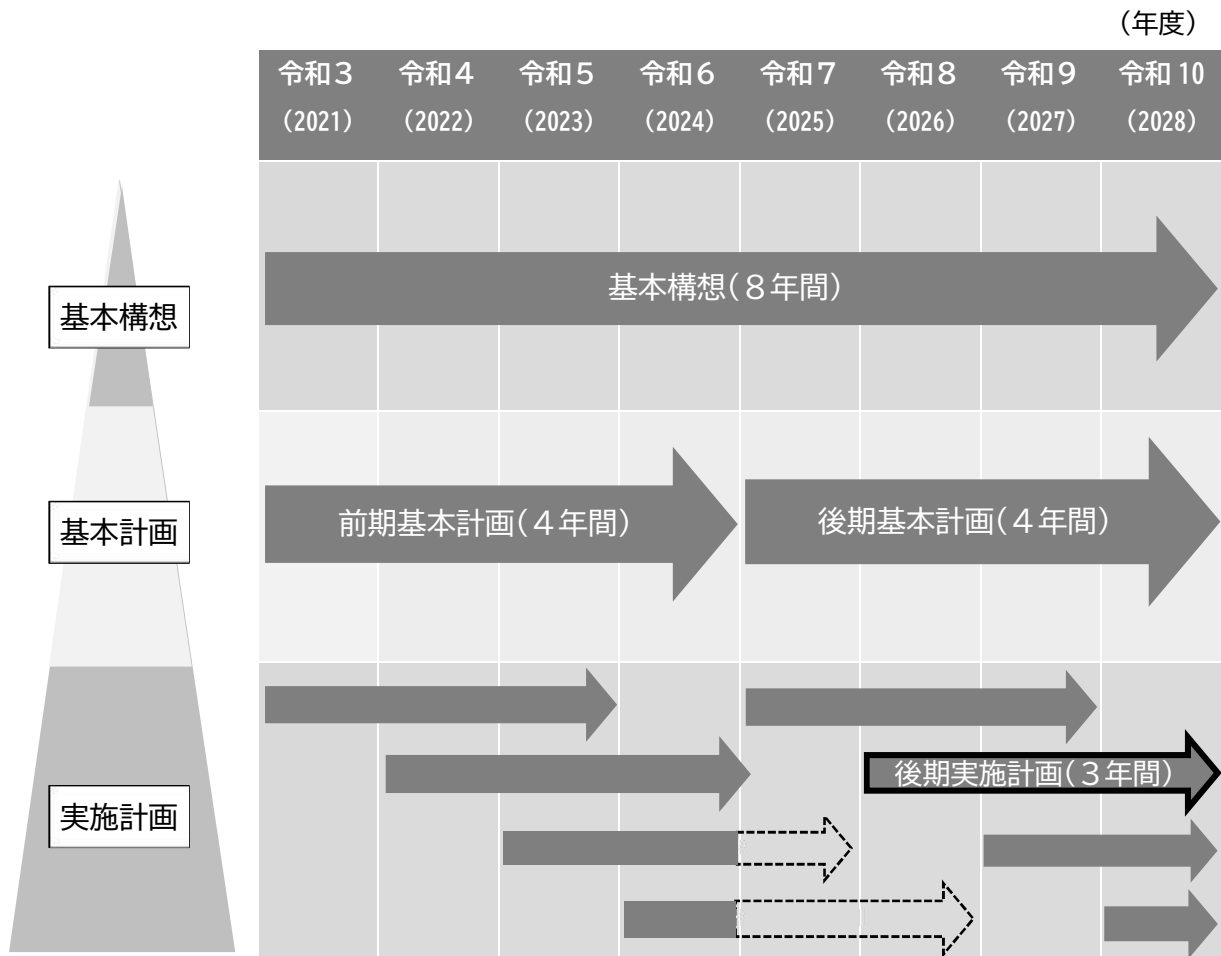 （年度）
令和３ 令和４ 令和５ 令和６ 令和７ 令和８ 令和９ 令和 10
（2021） （2022） （2023） （2024） （2025） （2026） （2027） （2028）
基本構想（８年間）
基本構想
前期基本計画（４年間） 後期基本計画（４年間）
基本計画
後期実施計画（３年間）
実施計画